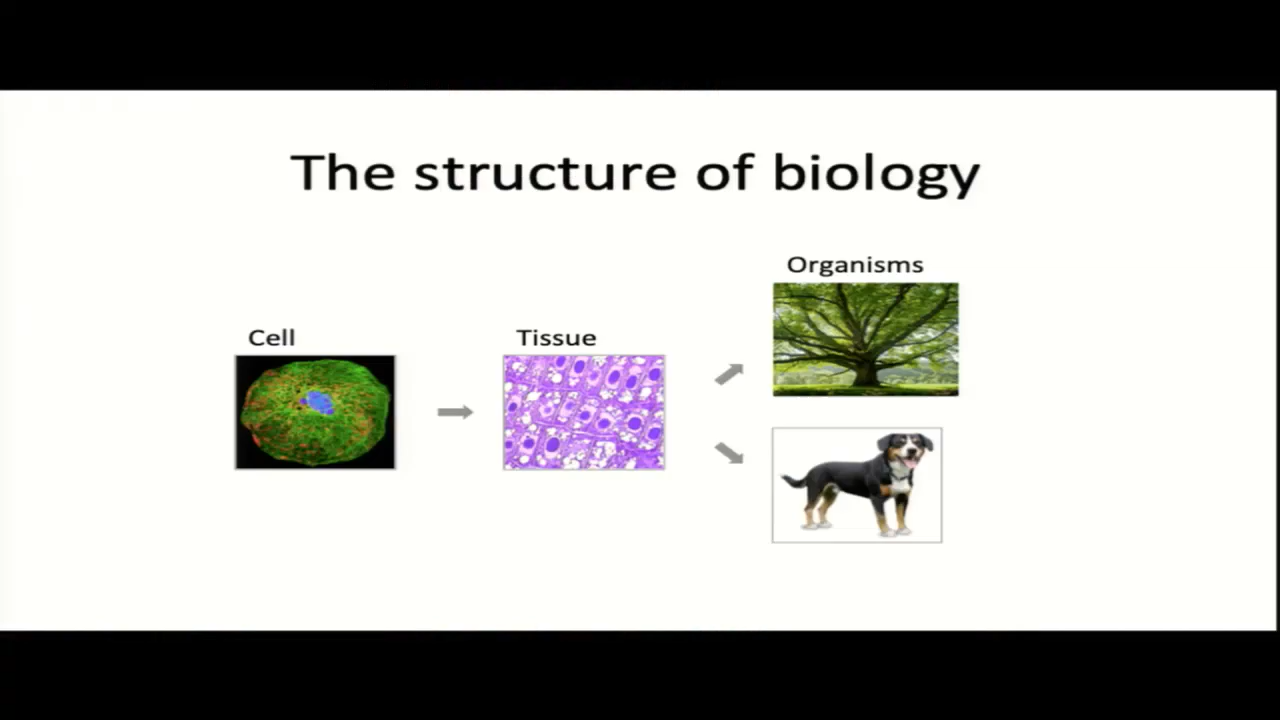 The structure of biology
Organisms
Cell
Tissue